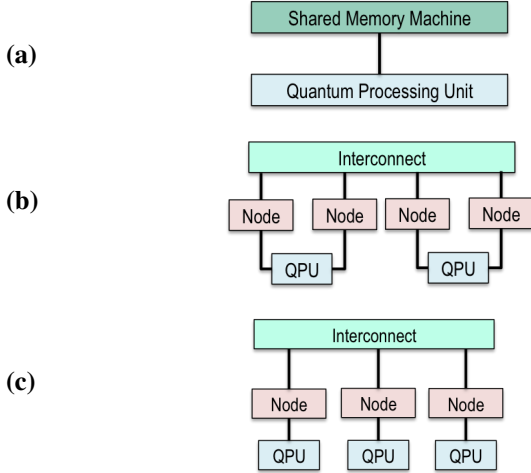 (a)
Shared Memory Machine
Quantum Processing Unit
(b)
Interconnect
Node Node Node Node
QPU QPU
(c)
Interconnect
Node Node Node
QPU QPU QPU